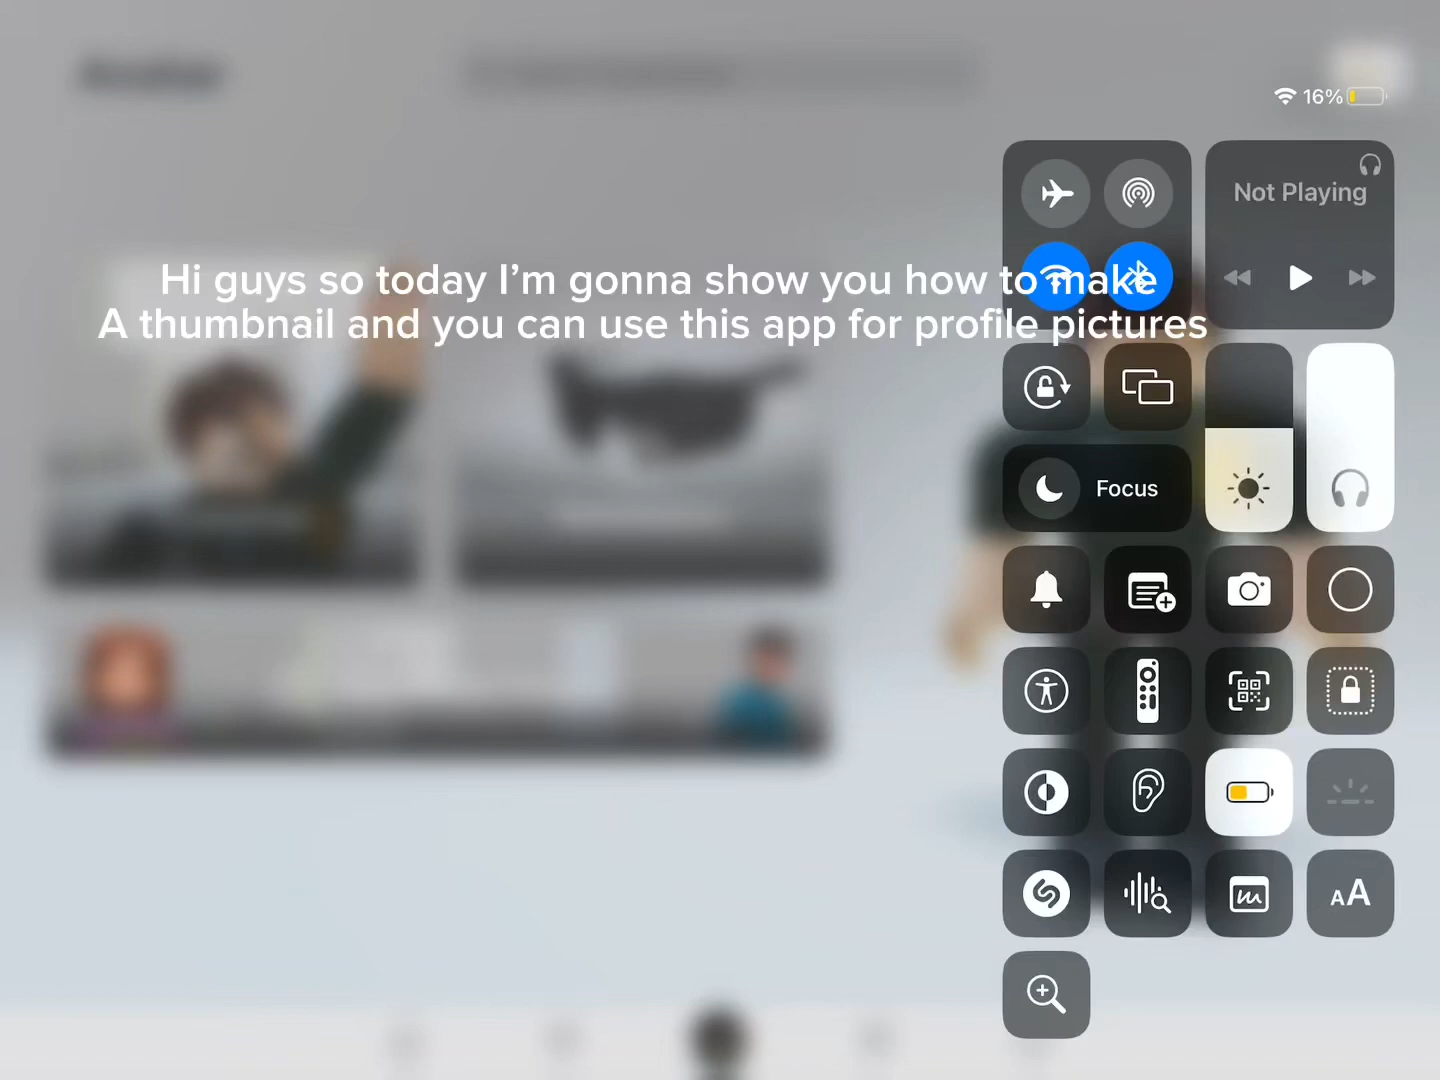 16%
Not Playing
Hi guys so today I’m gonna show you how to make
A thumbnail and you can use this app for profile pictures
Focus
AA